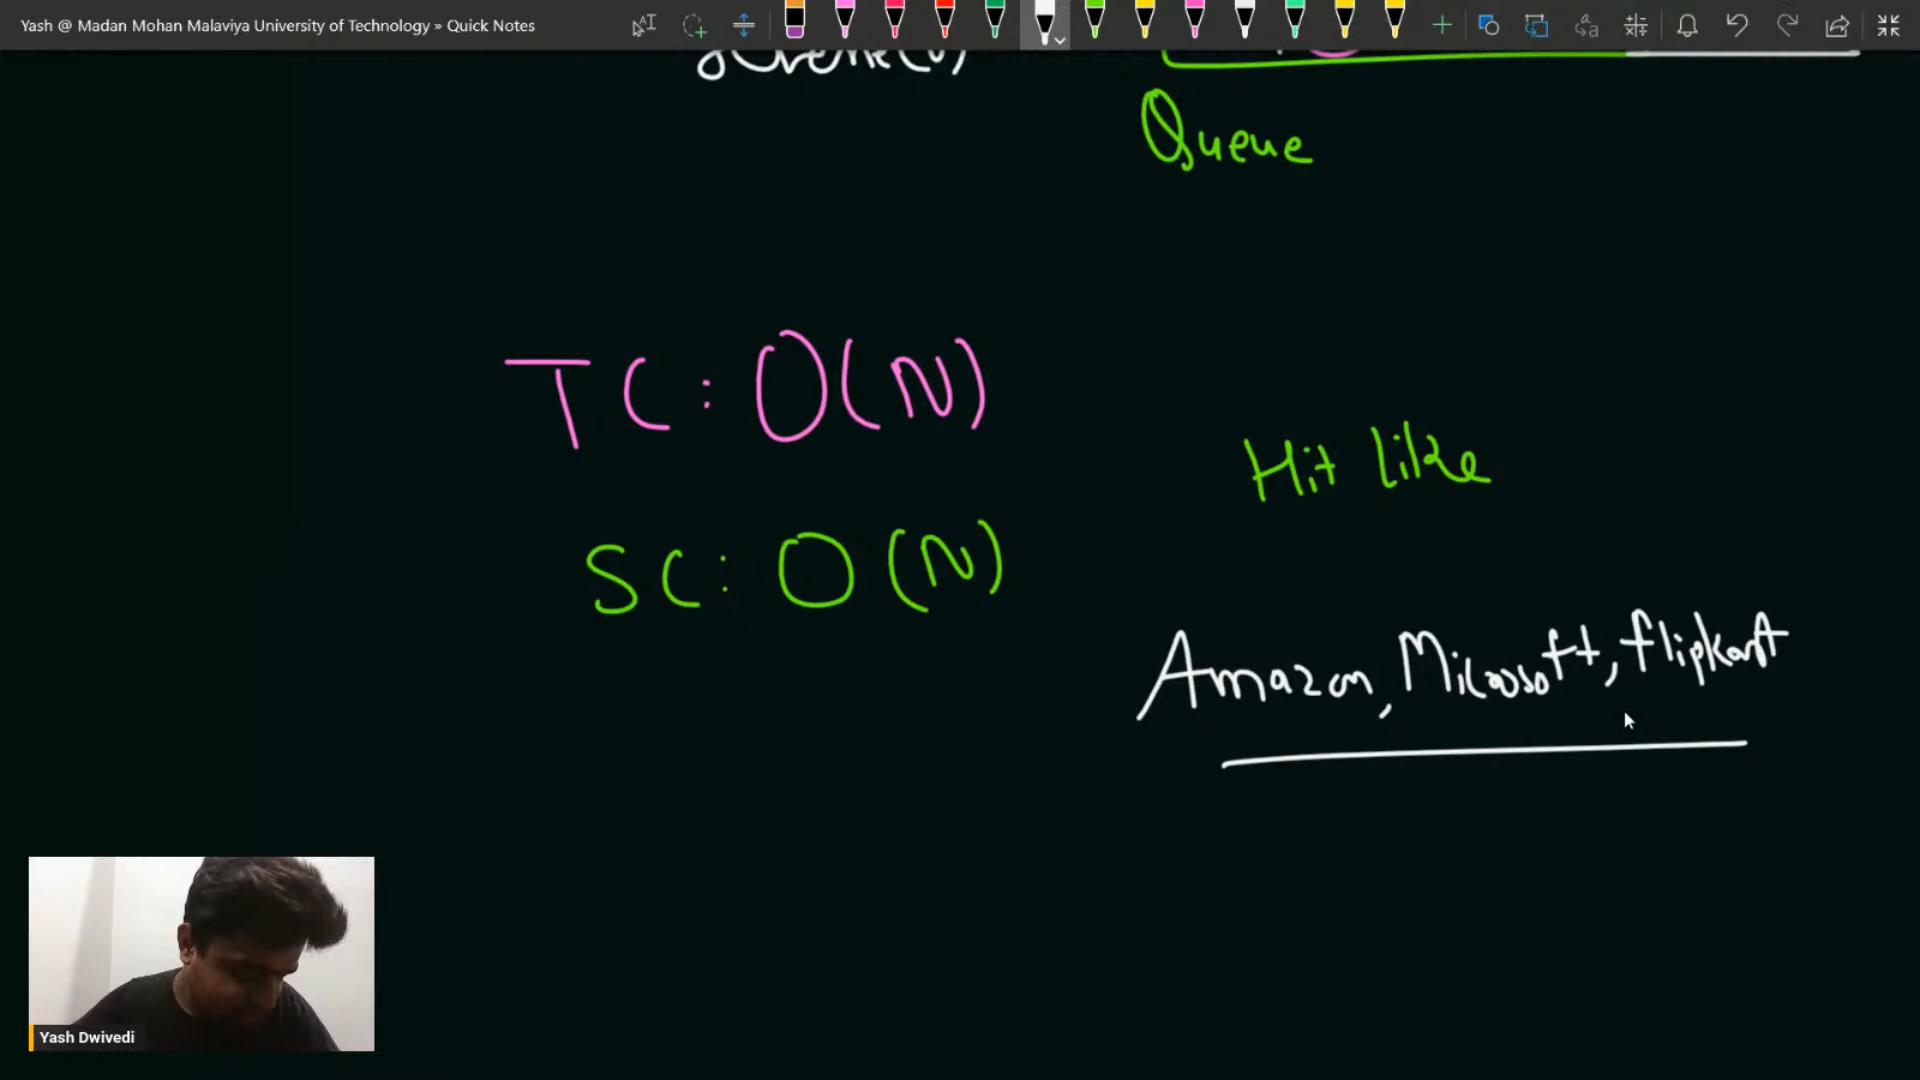 Yash @ Madan Mohan Malaviya University of Technology » Quick Notes
Queue
TC: O(N)
Hit like
SC: O(N)
Amazon, Microsoft, flipkart
Yash Dwivedi